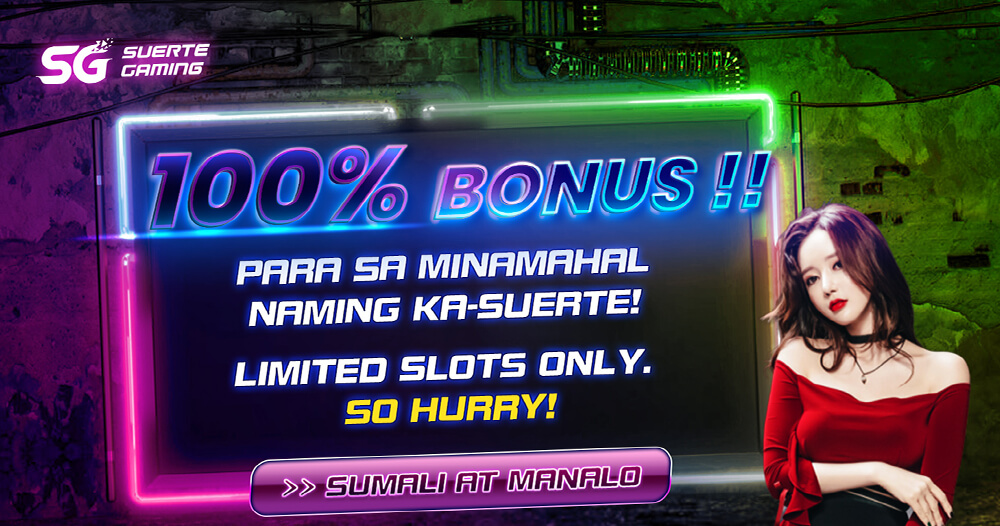 SG SUERTE
GAMING
100% BONUS!!
PARA SA MINAMAHAL
NAMING KA-SUERTE!
LIMITED SLOTS ONLY.
SO HURRY!
>> SUMALI AT MANALO